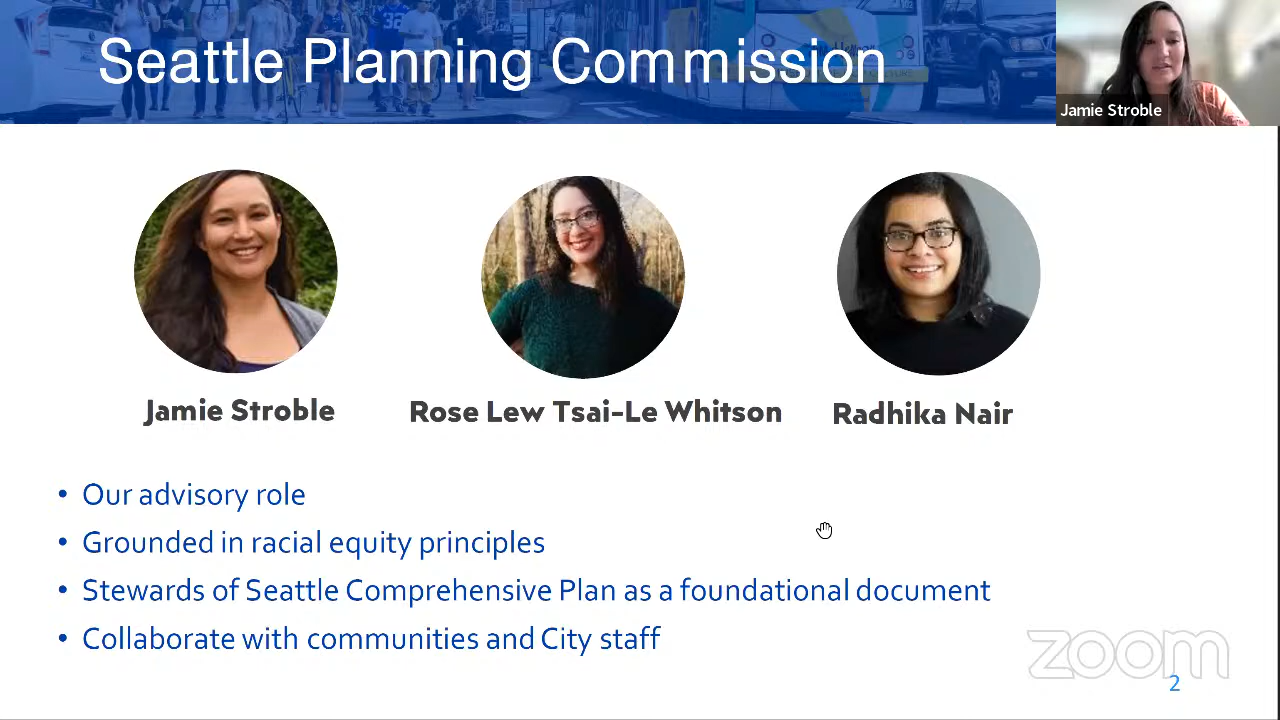 Seattle Planning Commission
Jamie Stroble
Jamie Stroble
Rose Lew Tsai-Le Whitson
Radhika Nair
• Our advisory role
• Grounded in racial equity principles
• Stewards of Seattle Comprehensive Plan as a foundational document
• Collaborate with communities and City staff
zoom
2